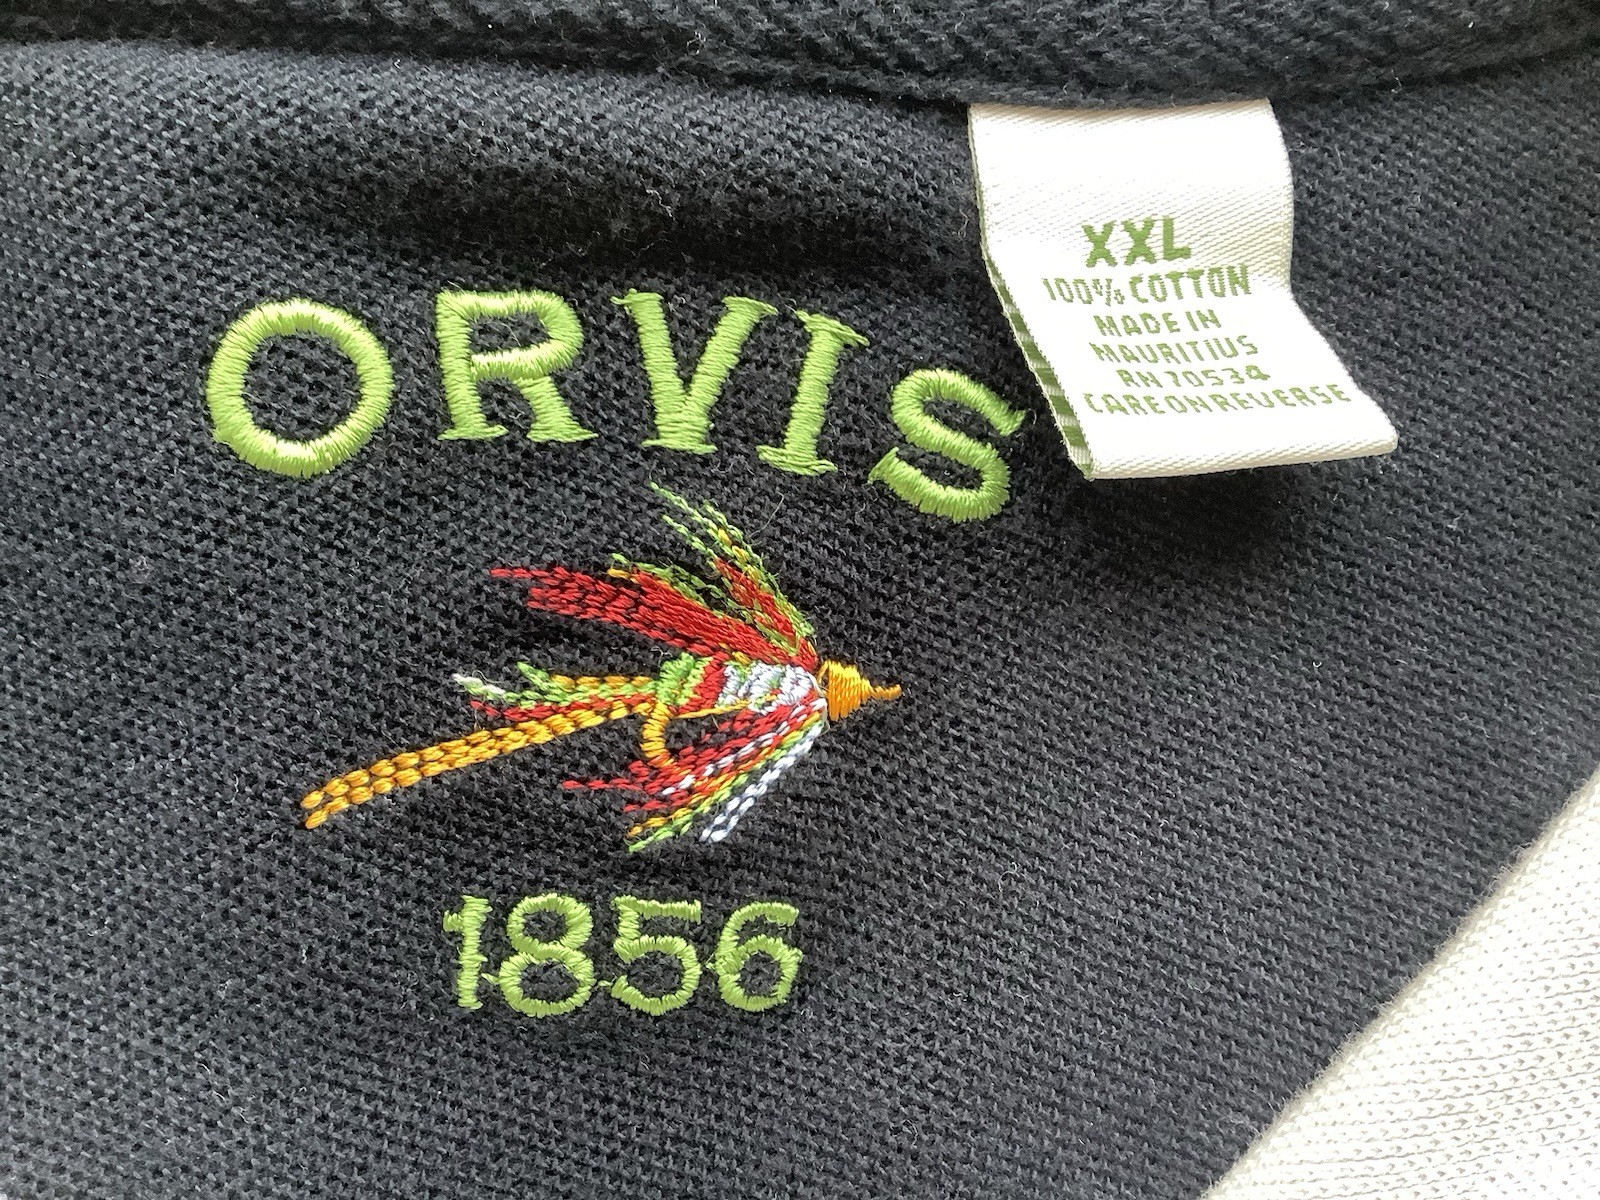 ORVIS
1856
XXL
100% COTTON
MADE IN
MAURITIUS
RN 70534
CARE ON REVERSE